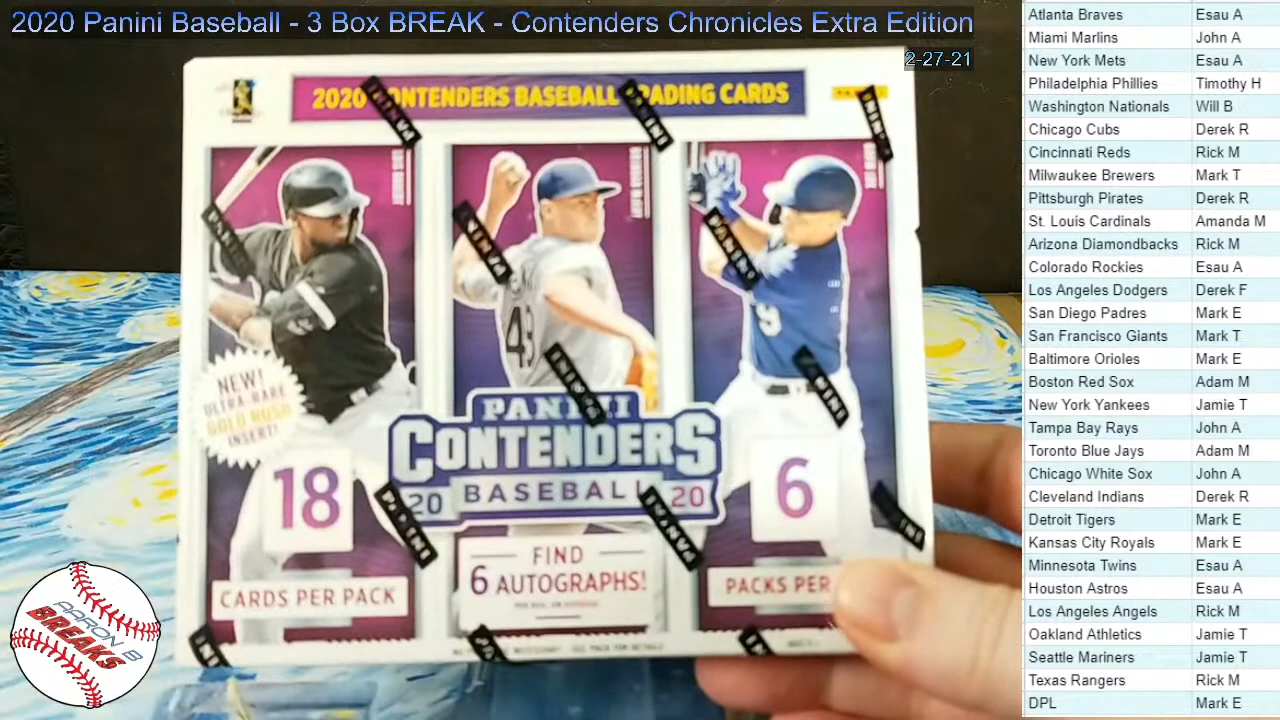 2020 Panini Baseball - 3 Box BREAK - Contenders Chronicles Extra Edition
2-27-21
2020 CONTENDERS BASEBALL TRADING CARDS
NEW!
ULTRA-RARE
GOLD RUSH
INSERT!
PANINI
CONTENDERS
20 BASEBALL 20
18
CARDS PER PACK
FIND
6 AUTOGRAPHS!
6
PACKS PER
43
9
PANINI
AARON B
BREAKS
Atlanta Braves Esau A
Miami Marlins John A
New York Mets Esau A
Philadelphia Phillies Timothy H
Washington Nationals Will B
Chicago Cubs Derek R
Cincinnati Reds Rick M
Milwaukee Brewers Mark T
Pittsburgh Pirates Derek R
St. Louis Cardinals Amanda M
Arizona Diamondbacks Rick M
Colorado Rockies Esau A
Los Angeles Dodgers Derek F
San Diego Padres Mark E
San Francisco Giants Mark T
Baltimore Orioles Mark E
Boston Red Sox Adam M
New York Yankees Jamie T
Tampa Bay Rays John A
Toronto Blue Jays Adam M
Chicago White Sox John A
Cleveland Indians Derek R
Detroit Tigers Mark E
Kansas City Royals Mark E
Minnesota Twins Esau A
Houston Astros Esau A
Los Angeles Angels Rick M
Oakland Athletics Jamie T
Seattle Mariners Jamie T
Texas Rangers Rick M
DPL Mark E